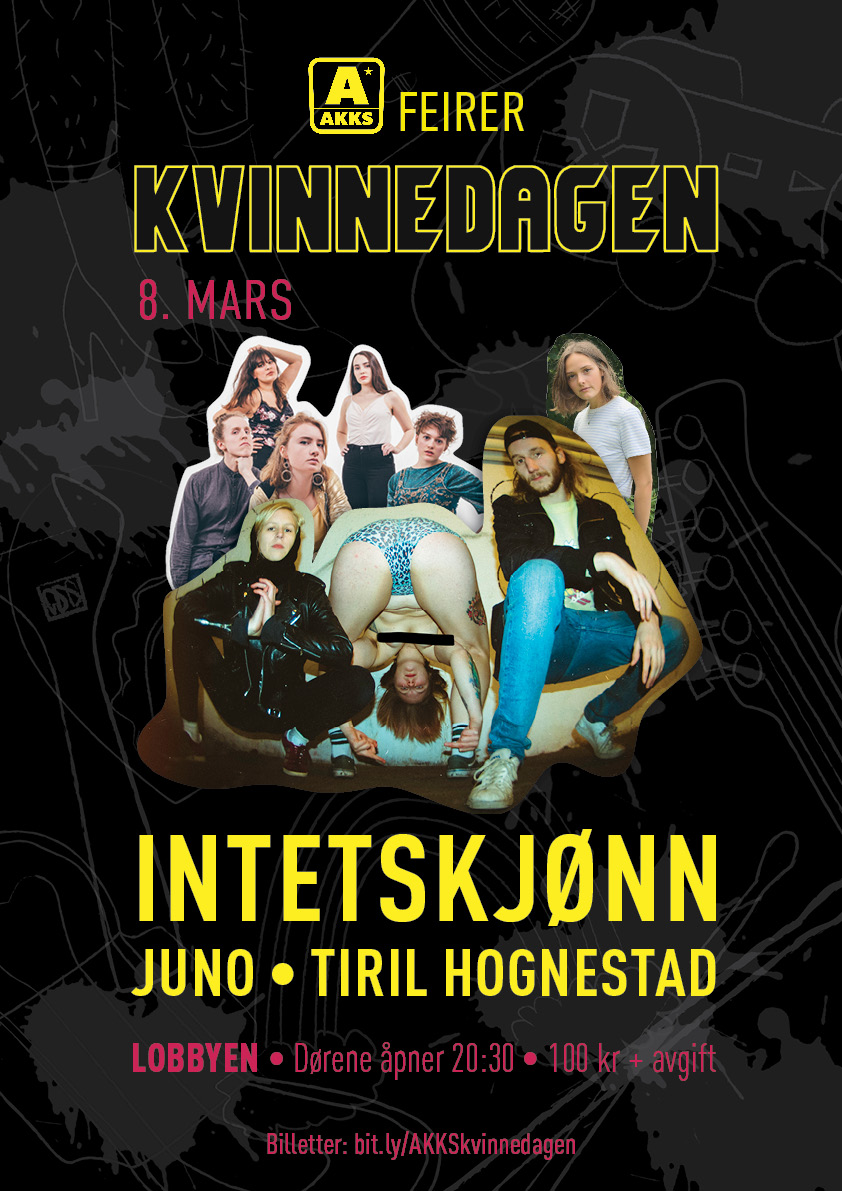 A
AKKS
FEIRER
KVINNEDAGEN
8. MARS
INTETSKJØNN
JUNO • TIRIL HOGNESTAD
LOBBYEN • Dørene åpner 20:30 • 100 kr + avgift
Billetter: bit.ly/AKKSkvinnedagen